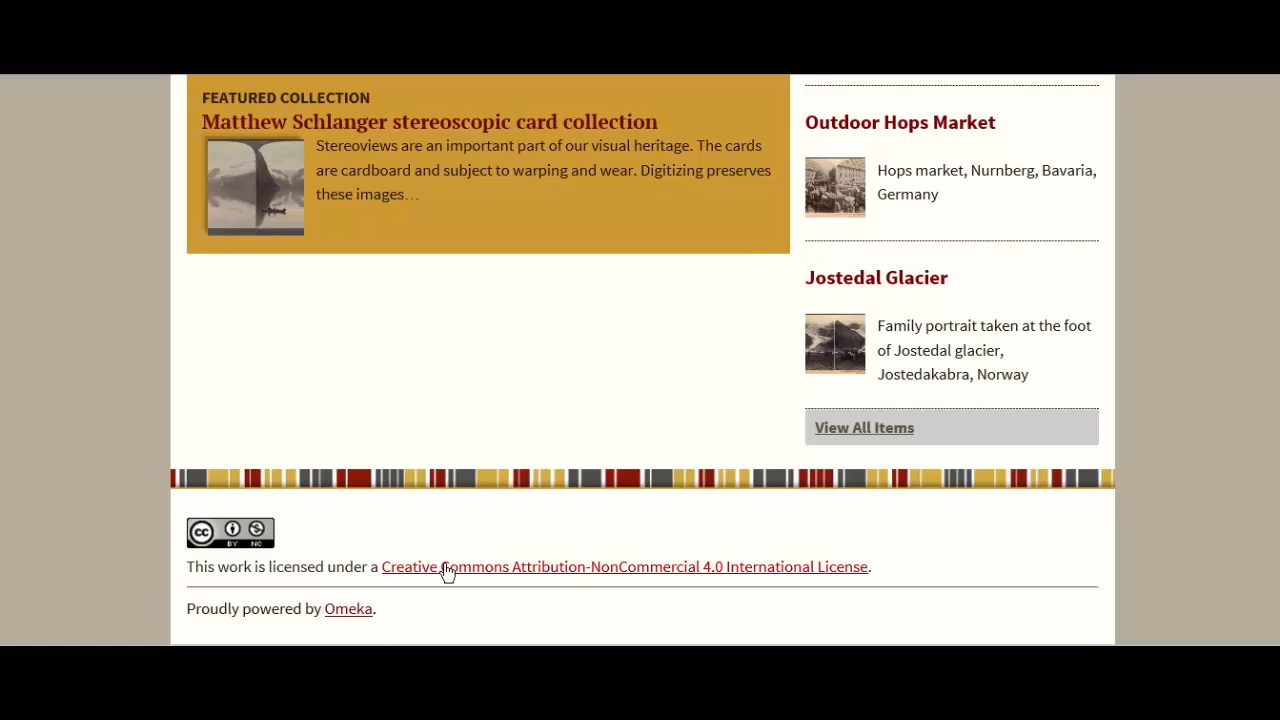 FEATURED COLLECTION
Matthew Schlanger stereoscopic card collection
Stereoviews are an important part of our visual heritage. The cards
are cardboard and subject to warping and wear. Digitizing preserves
these images…
Outdoor Hops Market
Hops market, Nurnberg, Bavaria,
Germany
Jostedal Glacier
Family portrait taken at the foot
of Jostedal glacier,
Jostedakabra, Norway
View All Items
cc
BY NC
This work is licensed under a Creative Commons Attribution-NonCommercial 4.0 International License.
Proudly powered by Omeka.